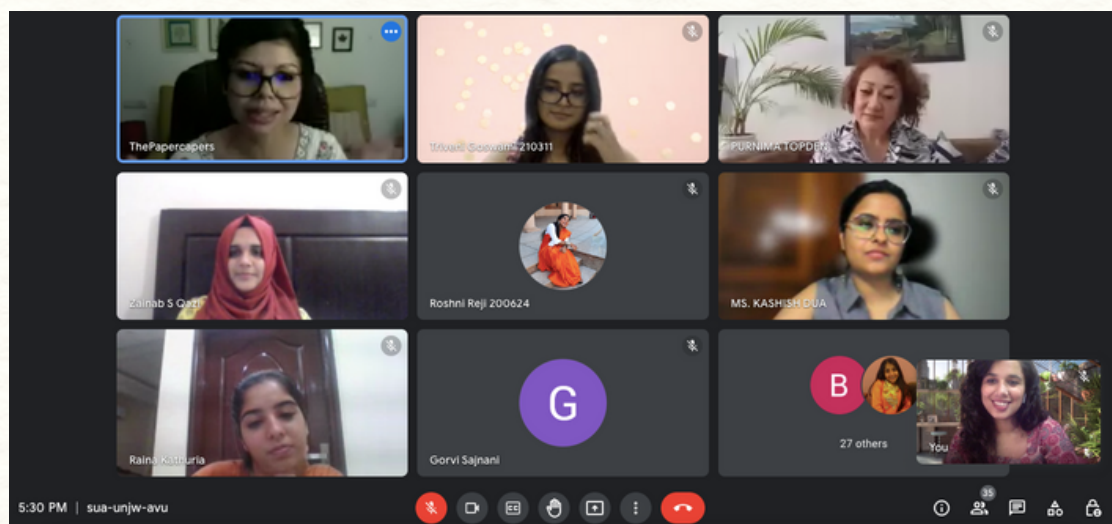 ThePapercapers
Triveni Goswami 210311
PURNIMA TOPDEN
Zainab S Qazi
Roshni Reji 200624
MS. KASHISH DUA
Raina Kathuria
G
Gorvi Sajnani
B
27 others
You
35
5:30 PM | sua-unjw-avu